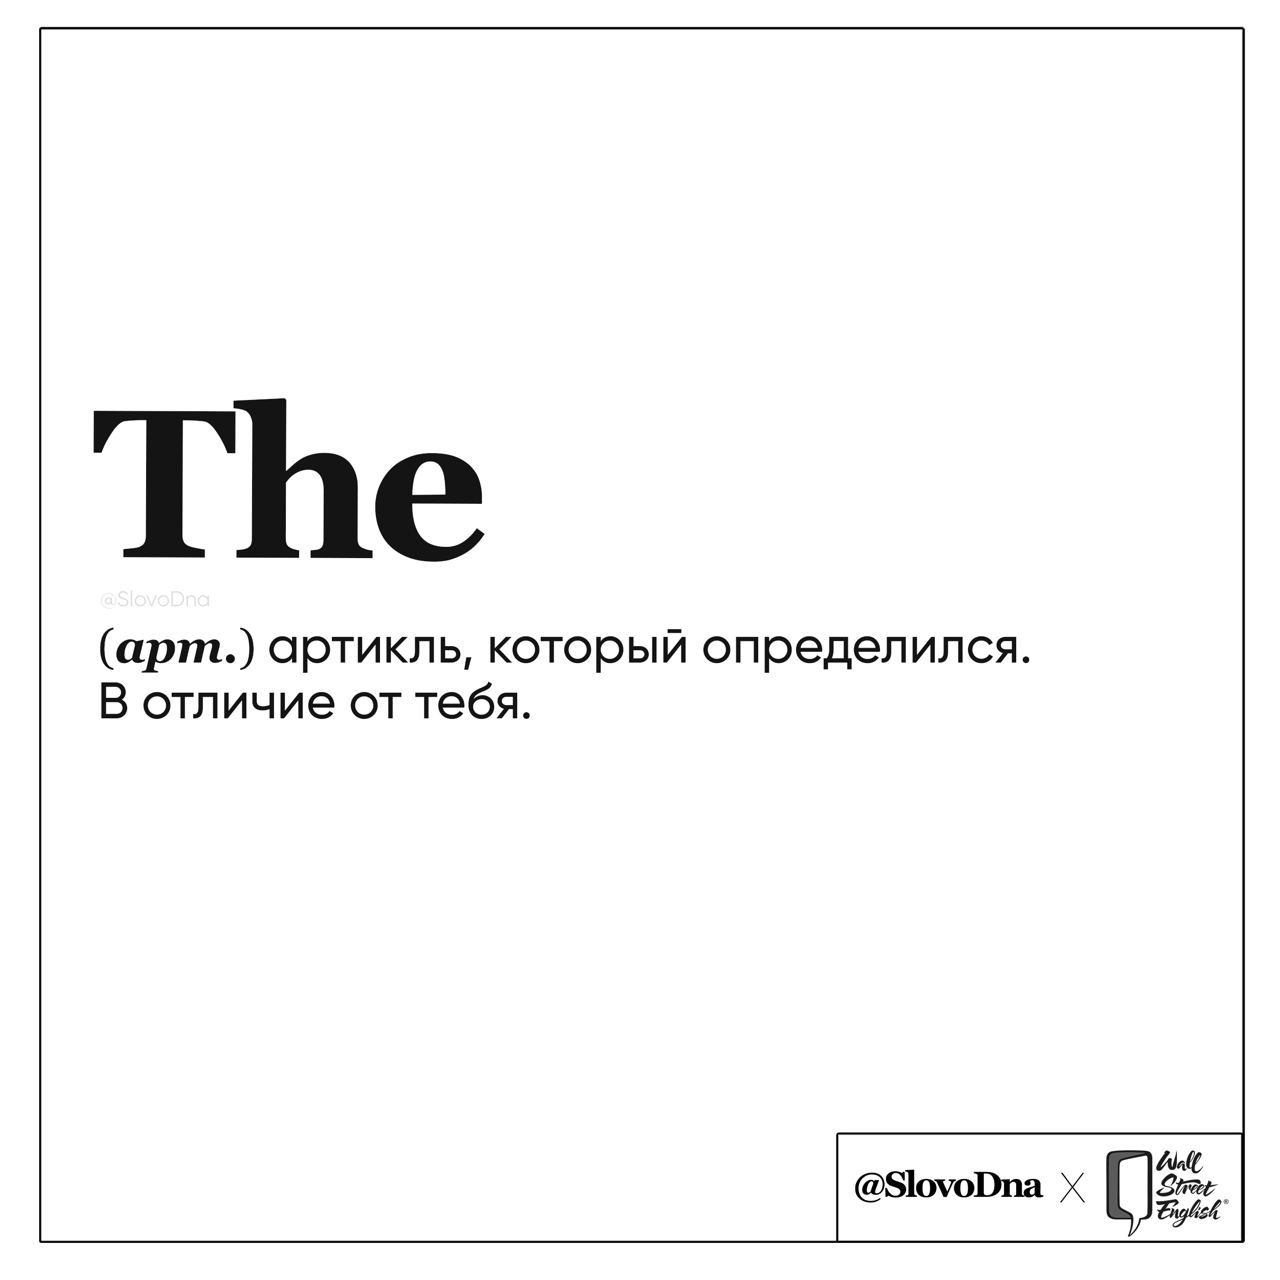 The
@SlovoDna
(арт.) артикль, который определился.
В отличие от тебя.
@SlovoDna X Wall
Street
English®